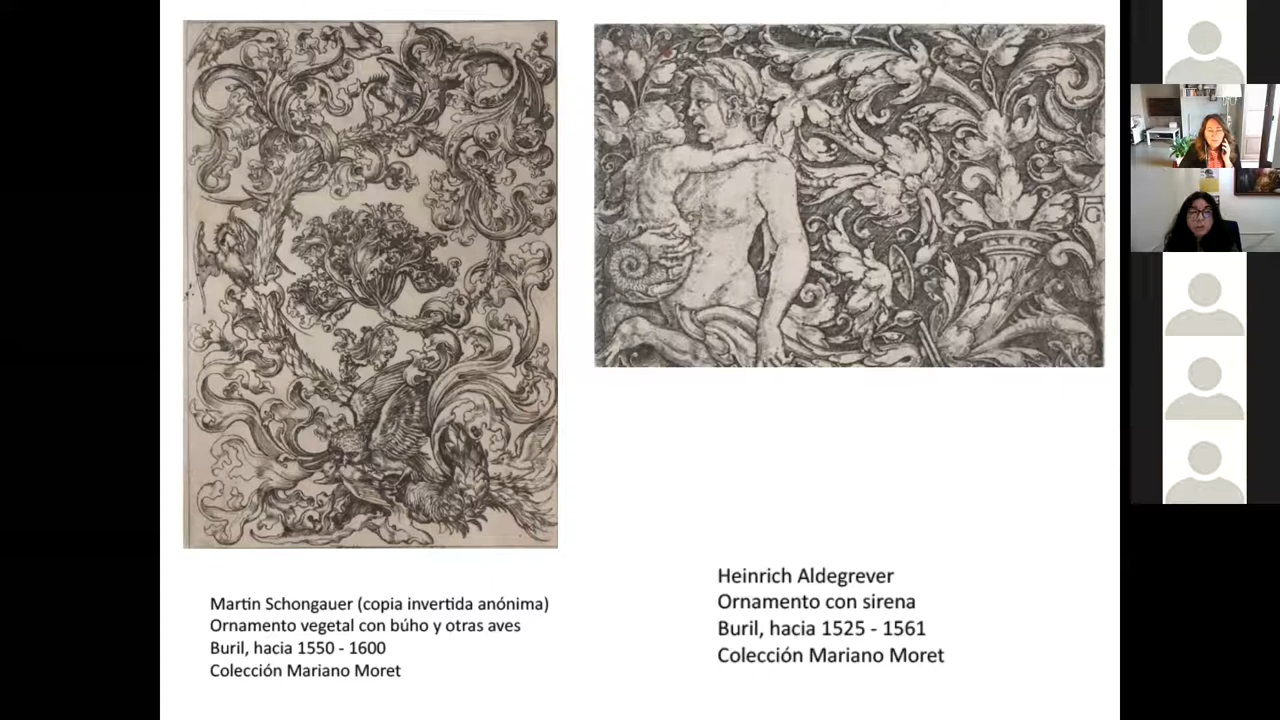 Martin Schongauer (copia invertida anónima)
Ornamento vegetal con búho y otras aves
Buril, hacia 1550 - 1600
Colección Mariano Moret
Heinrich Aldegrever
Ornamento con sirena
Buril, hacia 1525 - 1561
Colección Mariano Moret